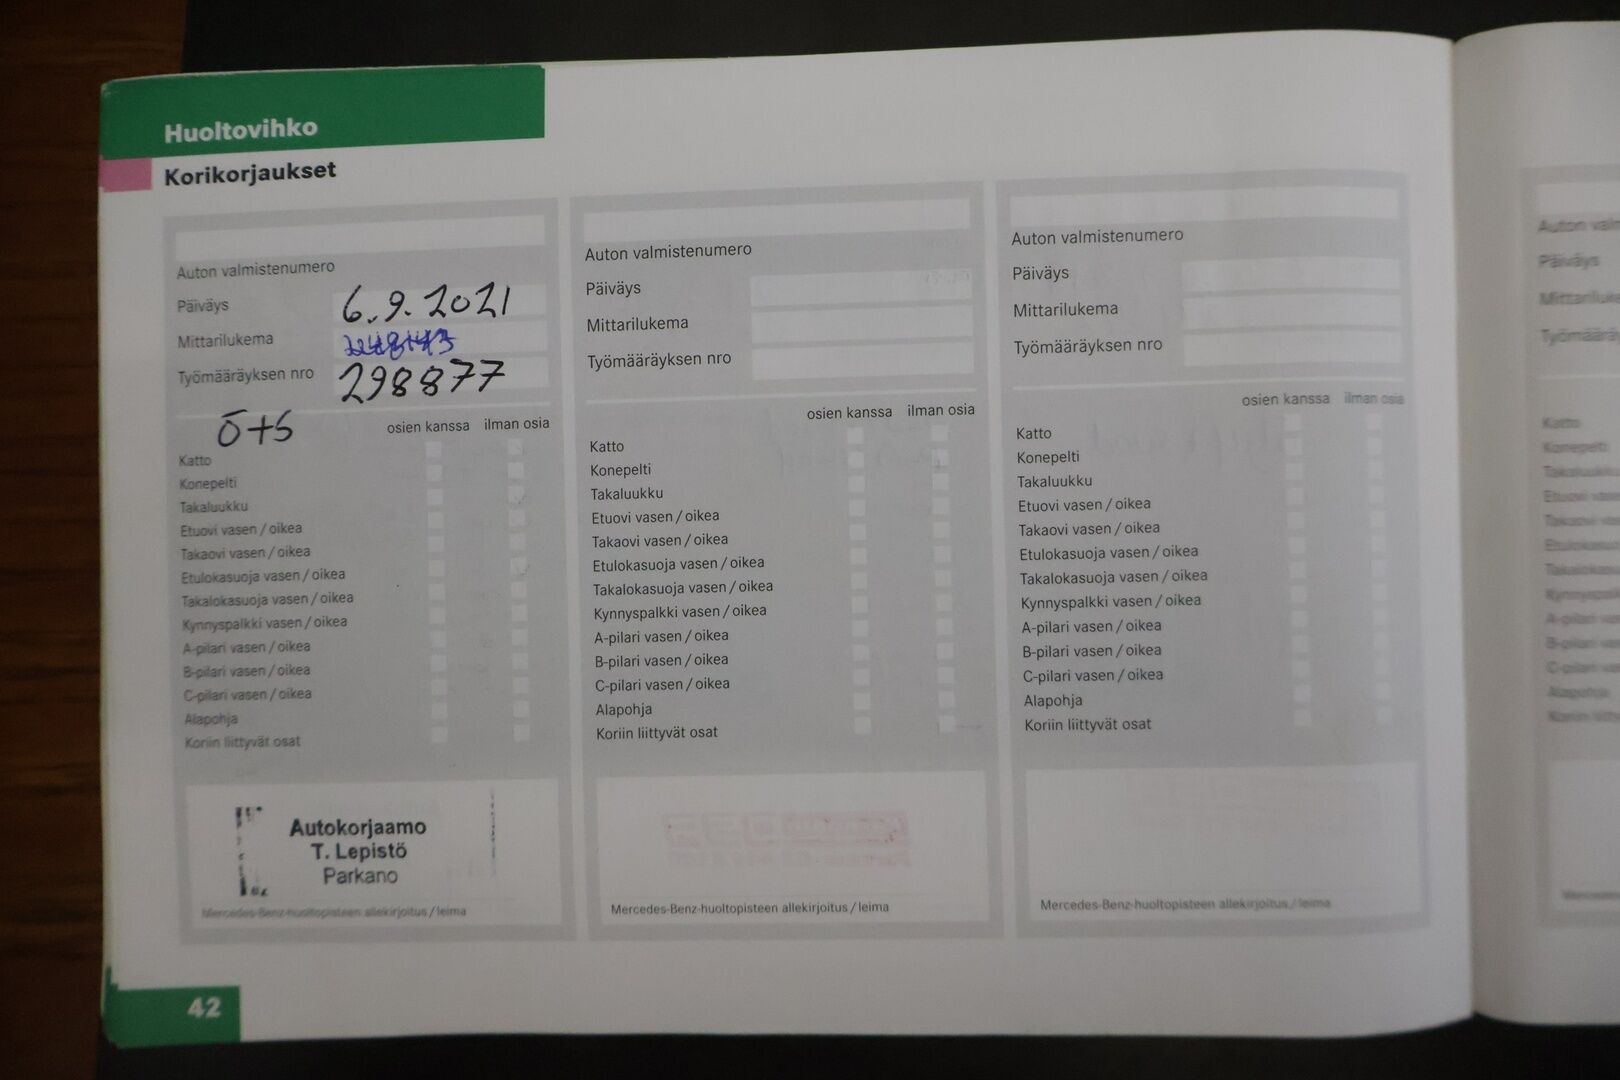 Huoltovihko
Korikorjaukset
Auton valmistenumero
Päiväys 6.9.2021
Mittarilukema
Työmääräyksen nro 298877
Ö+S
osien kanssa ilman osia
Katto
Konepelti
Takaluukku
Etuovi vasen / oikea
Takaovi vasen / oikea
Etulokasuoja vasen / oikea
Takalokasuoja vasen / oikea
Kynnyspalkki vasen / oikea
A-pilari vasen / oikea
B-pilari vasen / oikea
C-pilari vasen / oikea
Alapohja
Koriin liittyvät osat
Autokorjaamo
T. Lepistö
Parkano
Mercedes-Benz-huoltopisteen allekirjoitus / leima
Auton valmistenumero
Päiväys
Mittarilukema
Työmääräyksen nro
osien kanssa ilman osia
Katto
Konepelti
Takaluukku
Etuovi vasen / oikea
Takaovi vasen / oikea
Etulokasuoja vasen / oikea
Takalokasuoja vasen / oikea
Kynnyspalkki vasen / oikea
A-pilari vasen / oikea
B-pilari vasen / oikea
C-pilari vasen / oikea
Alapohja
Koriin liittyvät osat
Mercedes-Benz-huoltopisteen allekirjoitus / leima
Auton valmistenumero
Päiväys
Mittarilukema
Työmääräyksen nro
osien kanssa ilman osia
Katto
Konepelti
Takaluukku
Etuovi vasen / oikea
Takaovi vasen / oikea
Etulokasuoja vasen / oikea
Takalokasuoja vasen / oikea
Kynnyspalkki vasen / oikea
A-pilari vasen / oikea
B-pilari vasen / oikea
C-pilari vasen / oikea
Alapohja
Koriin liittyvät osat
Mercedes-Benz-huoltopisteen allekirjoitus / leima
42